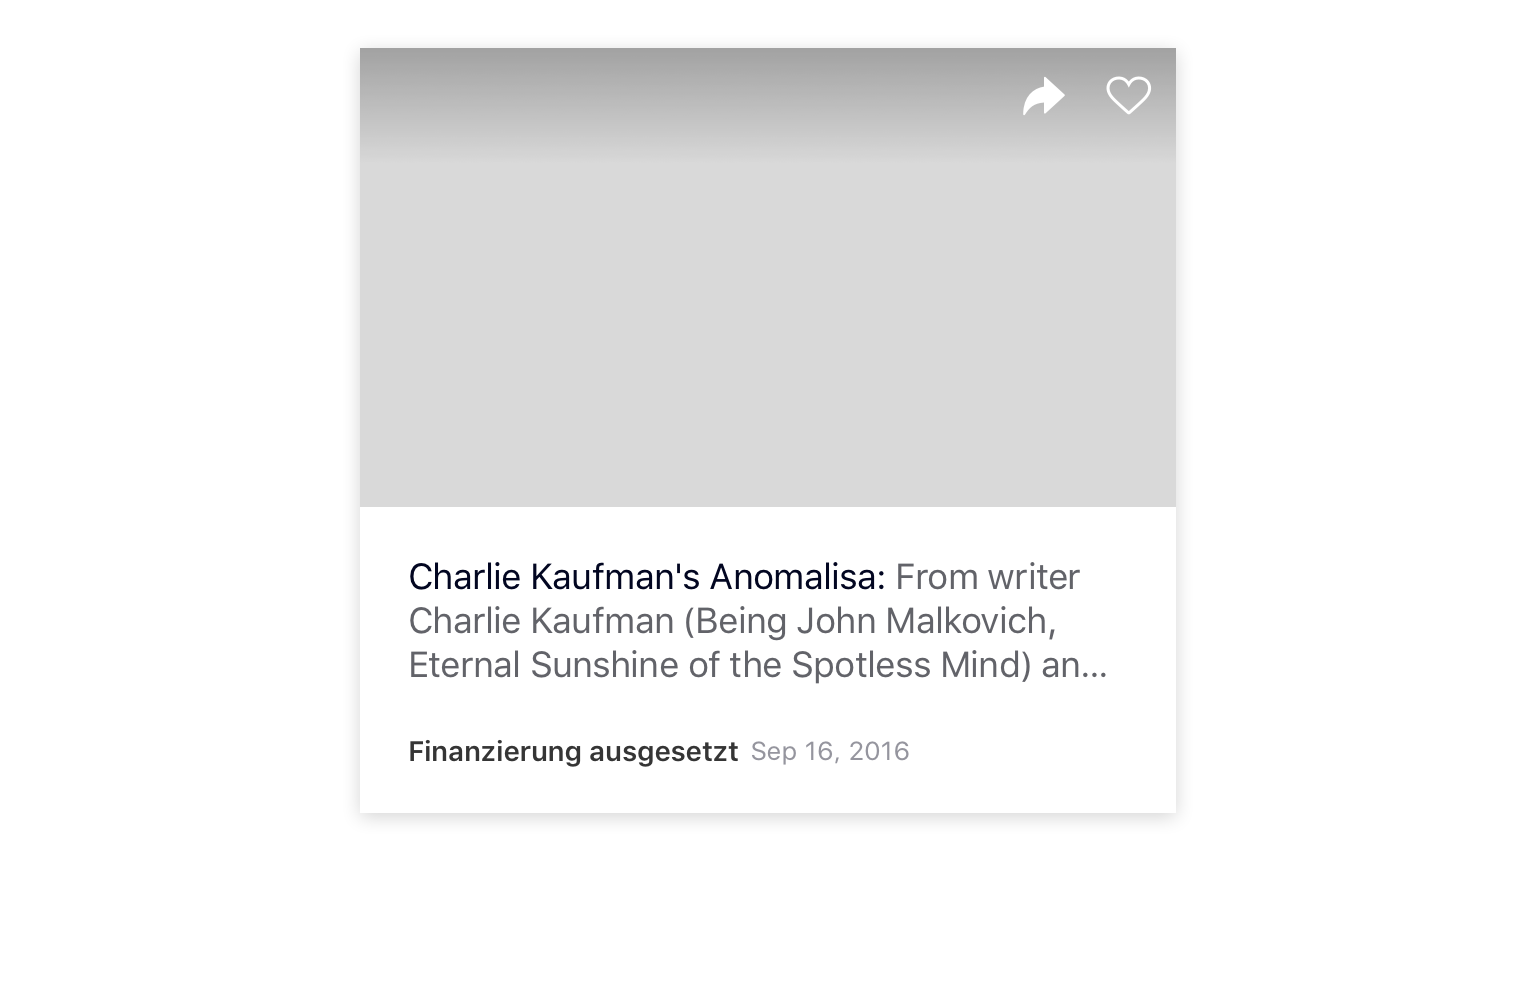 Charlie Kaufman's Anomalisa: From writer
Charlie Kaufman (Being John Malkovich,
Eternal Sunshine of the Spotless Mind) an…
Finanzierung ausgesetzt Sep 16, 2016